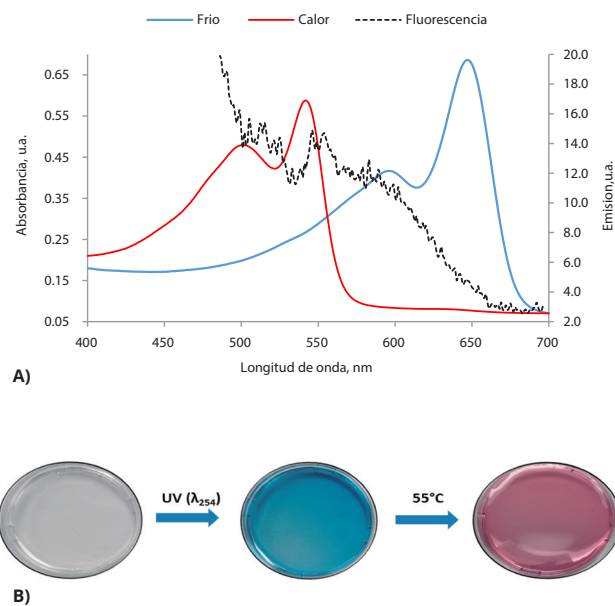 Frio Calor Fluorescencia
Absorbancia, u.a.
0.65
0.55
0.45
0.35
0.25
0.15
0.05
20.0
18.0
16.0
14.0
12.0
10.0
8.0
6.0
4.0
2.0
Emision,u.a.
400 450 500 550 600 650 700
Longitud de onda, nm
A)
UV (λ254)
55°C
B)